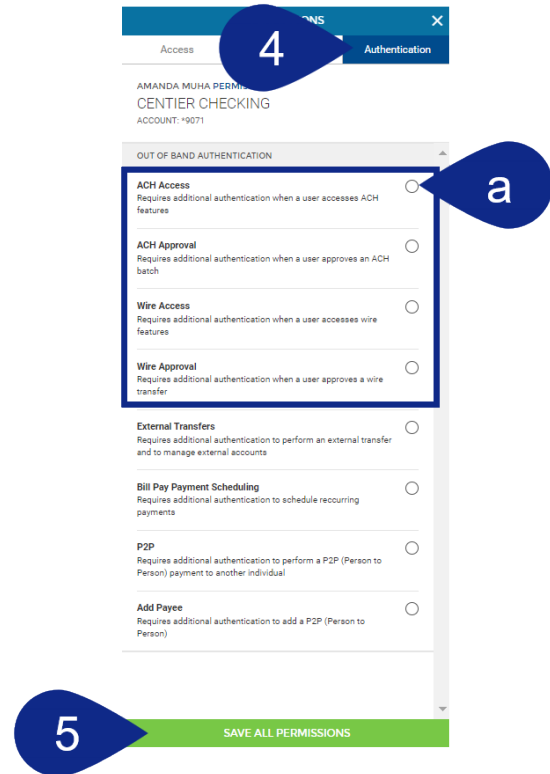 ONS
Access
4
Authentication
AMANDA MUHA
CENTIER CHECKING
ACCOUNT: *9071
OUT OF BAND AUTHENTICATION
ACH Access
a
Requires additional authentication when a user accesses ACH
features
ACH Approval
Requires additional authentication when a user approves an ACH
batch
Wire Access
Requires additional authentication when a user accesses wire
features
Wire Approval
Requires additional authentication when a user approves a wire
transfer
External Transfers
Requires additional authentication to perform an external transfer
and to manage external accounts
Bill Pay Payment Scheduling
Requires additional authentication to schedule reccurring
payments
P2P
Requires additional authentication to perform a P2P (Person to
Person) payment to another individual
Add Payee
Requires additional authentication to add a P2P (Person to
Person)
5
SAVE ALL PERMISSIONS